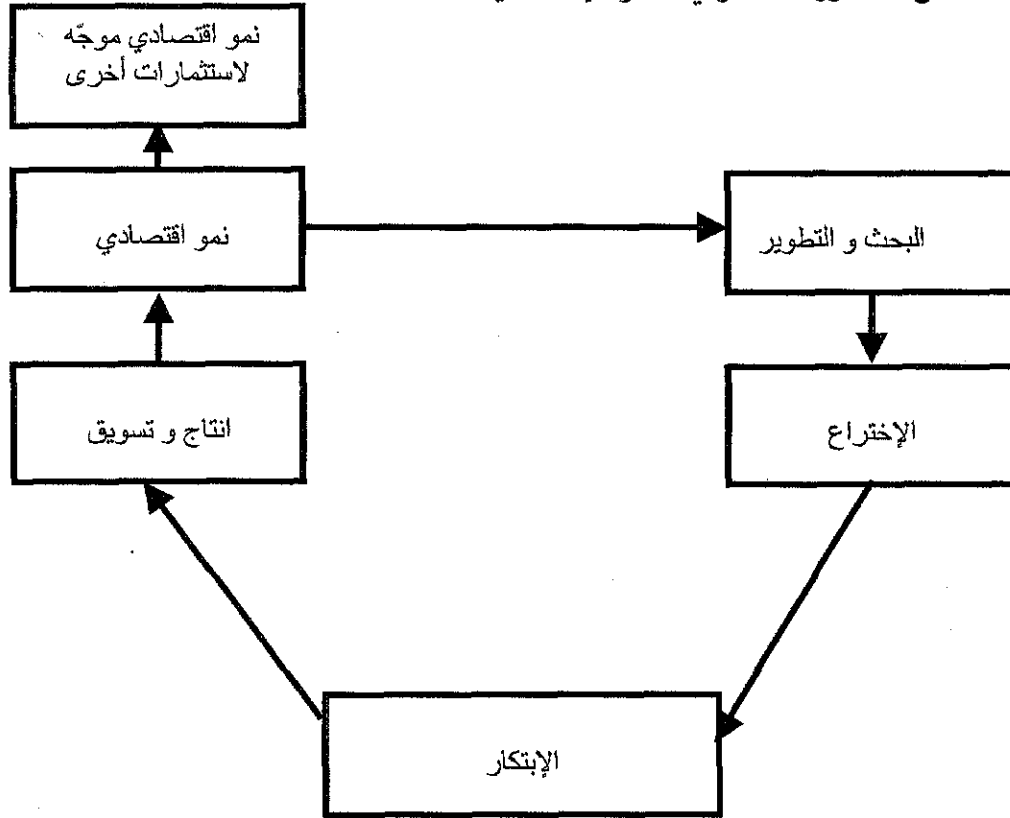 نمو اقتصادي موجّه
لاستثمارات أخرى
نمو اقتصادي
البحث و التطوير
انتاج و تسويق
الإختراع
الإبتكار